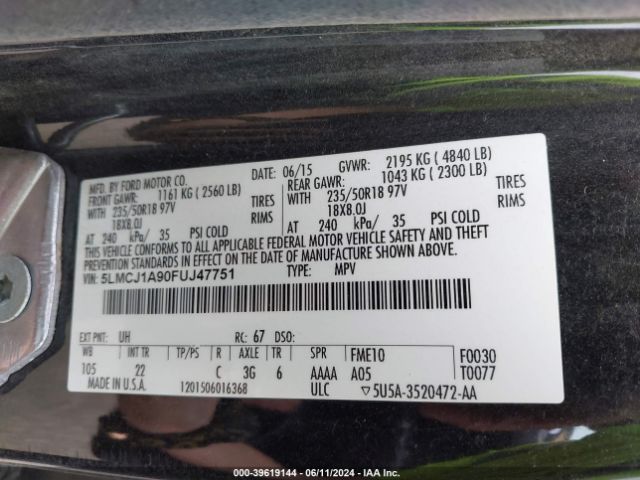 MFD. BY FORD MOTOR CO.
DATE: 06/15 GVWR: 2195 KG ( 4840 LB)
FRONT GAWR: 1161 KG ( 2560 LB) REAR GAWR: 1043 KG ( 2300 LB)
WITH 235/50R18 97V TIRES WITH 235/50R18 97V TIRES
18X8.0J RIMS 18X8.0J RIMS
AT 240 kPa/ 35 PSI COLD AT 240 kPa/ 35 PSI COLD
THIS VEHICLE CONFORMS TO ALL APPLICABLE FEDERAL MOTOR VEHICLE SAFETY AND THEFT
PREVENTION STANDARDS IN EFFECT ON THE DATE OF MANUFACTURE SHOWN ABOVE.
VIN: 5LMCJ1A90FUJ47751 TYPE: MPV
EXT PNT: UH RC: 67 DSO:
WB INT TR TP/PS R AXLE TR SPR FME10 F0030
105 22 C 3G 6 AAAA A05 T0077
MADE IN U.S.A. 1201506016368 ULC ▽5U5A-3520472-AA
000-39619144 - 06/11/2024 - IAA Inc.